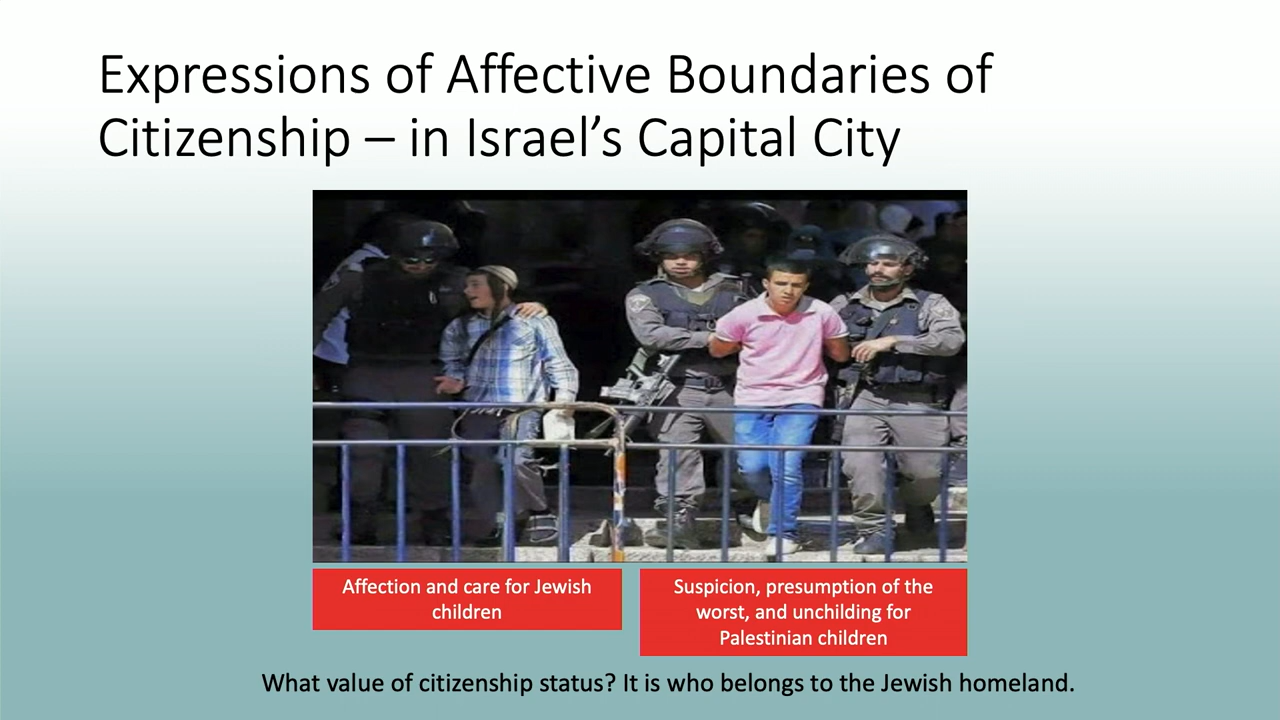 Expressions of Affective Boundaries of
Citizenship – in Israel’s Capital City
Affection and care for Jewish
children
Suspicion, presumption of the
worst, and unchilding for
Palestinian children
What value of citizenship status? It is who belongs to the Jewish homeland.